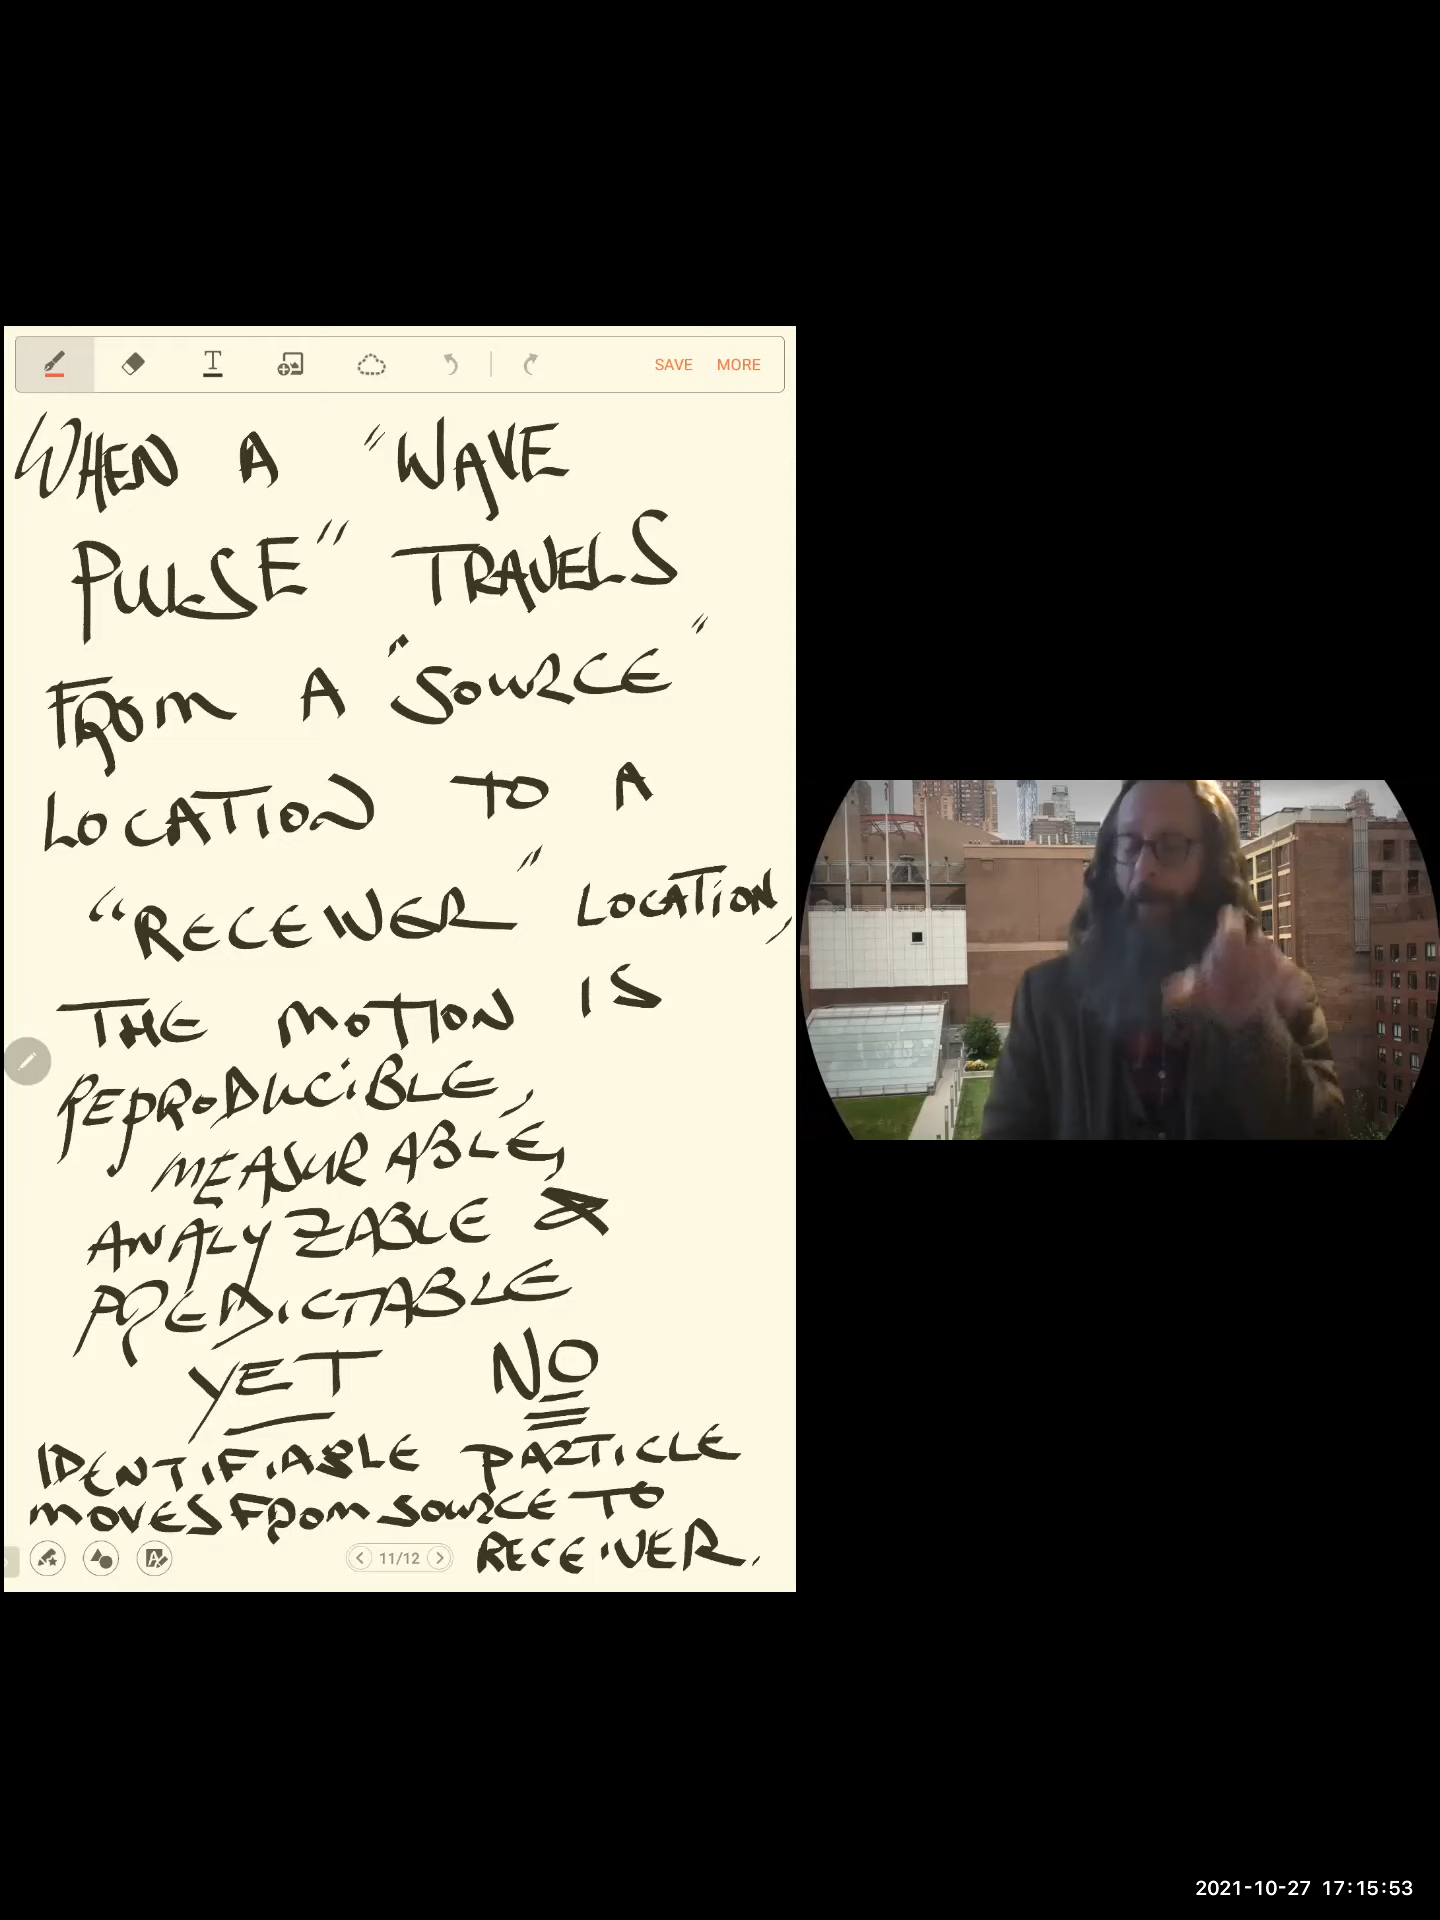 T
SAVE MORE
WHEN A "WAVE
PULSE" TRAVELS
FROM A "SOURCE"
LOCATION TO A
"RECEIVER" LOCATION,
THE MOTION IS
REPRODUCIBLE,
MEASURABLE,
ANALYZABLE &
PREDICTABLE
YET NO
IDENTIFIABLE PARTICLE
MOVES FROM SOURCE TO
RECEIVER.
11/12
2021-10-27 17:15:53